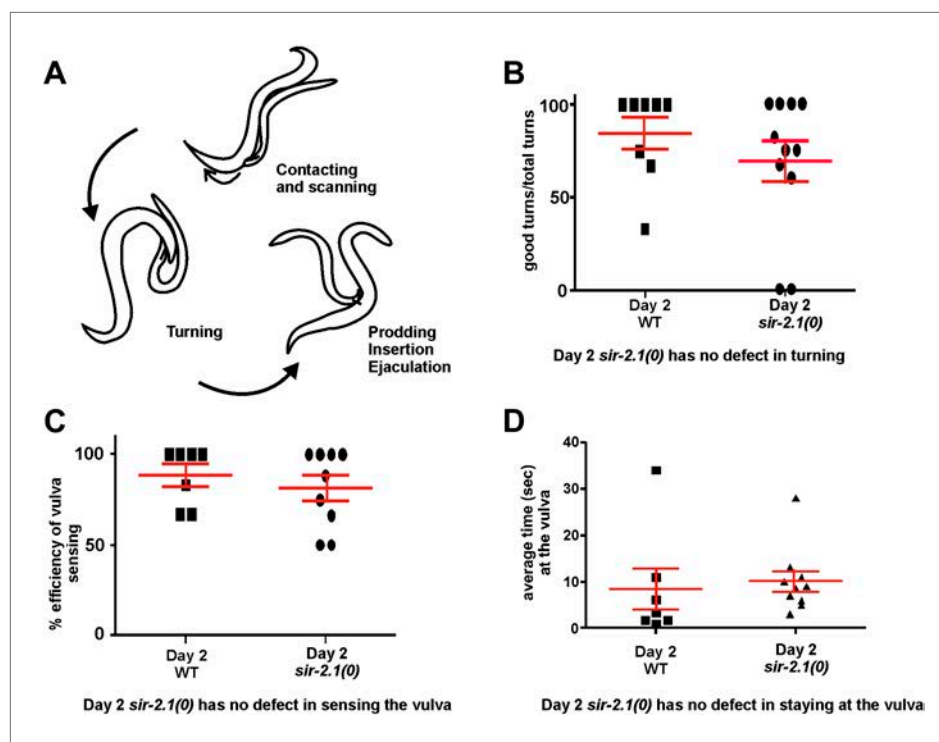 A
Contacting
and scanning
Turning
Prodding
Insertion
Ejaculation
B
good turns/total turns
100
50
0
Day 2
WT
Day 2
sir-2.1(0)
Day 2 sir-2.1(0) has no defect in turning
C
% efficiency of vulva
sensing
100
50
0
Day 2
WT
Day 2
sir-2.1(0)
Day 2 sir-2.1(0) has no defect in sensing the vulva
D
average time (sec)
at the vulva
40
30
20
10
0
Day 2
WT
Day 2
sir-2.1(0)
Day 2 sir-2.1(0) has no defect in staying at the vulva